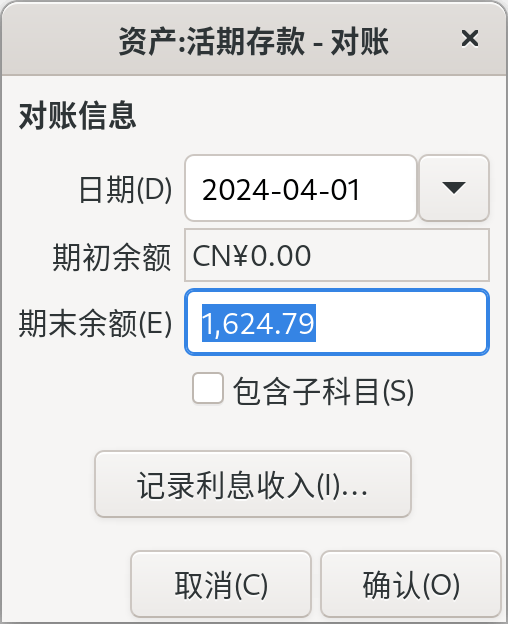 资产:活期存款 - 对账
对账信息
日期(D) 2024-04-01
期初余额 CN¥0.00
期末余额(E) 1,624.79
包含子科目(S)
记录利息收入(I)...
取消(C) 确认(O)